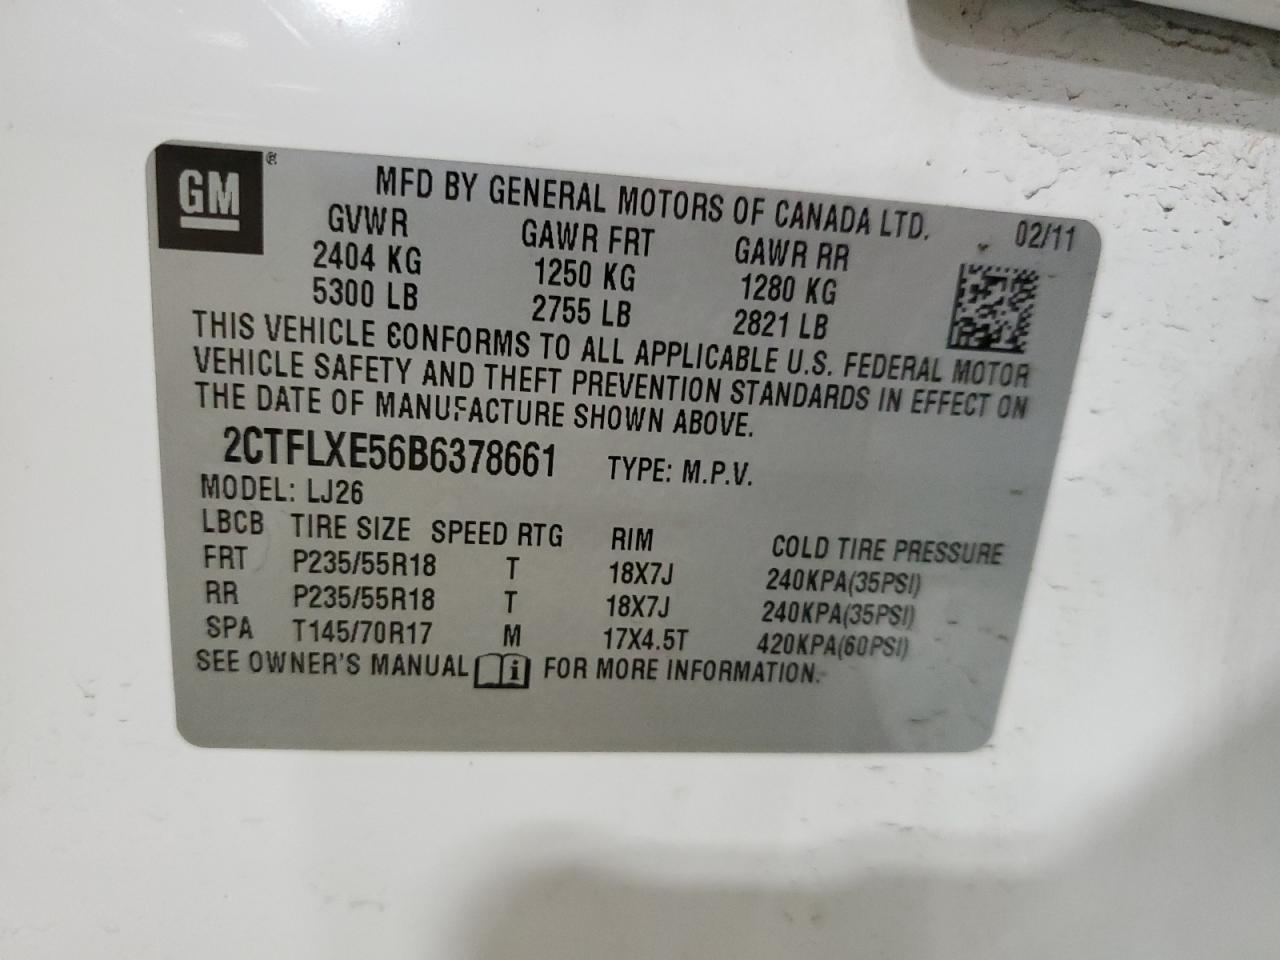 GM ®
MFD BY GENERAL MOTORS OF CANADA LTD. 02/11
GVWR GAWR FRT GAWR RR
2404 KG 1250 KG 1280 KG
5300 LB 2755 LB 2821 LB
THIS VEHICLE CONFORMS TO ALL APPLICABLE U.S. FEDERAL MOTOR
VEHICLE SAFETY AND THEFT PREVENTION STANDARDS IN EFFECT ON
THE DATE OF MANUFACTURE SHOWN ABOVE.
2CTFLXE56B6378661 TYPE: M.P.V.
MODEL: LJ26
LBCB TIRE SIZE SPEED RTG RIM COLD TIRE PRESSURE
FRT P235/55R18 T 18X7J 240KPA(35PSI)
RR P235/55R18 T 18X7J 240KPA(35PSI)
SPA T145/70R17 M 17X4.5T 420KPA(60PSI)
SEE OWNER'S MANUAL i FOR MORE INFORMATION.